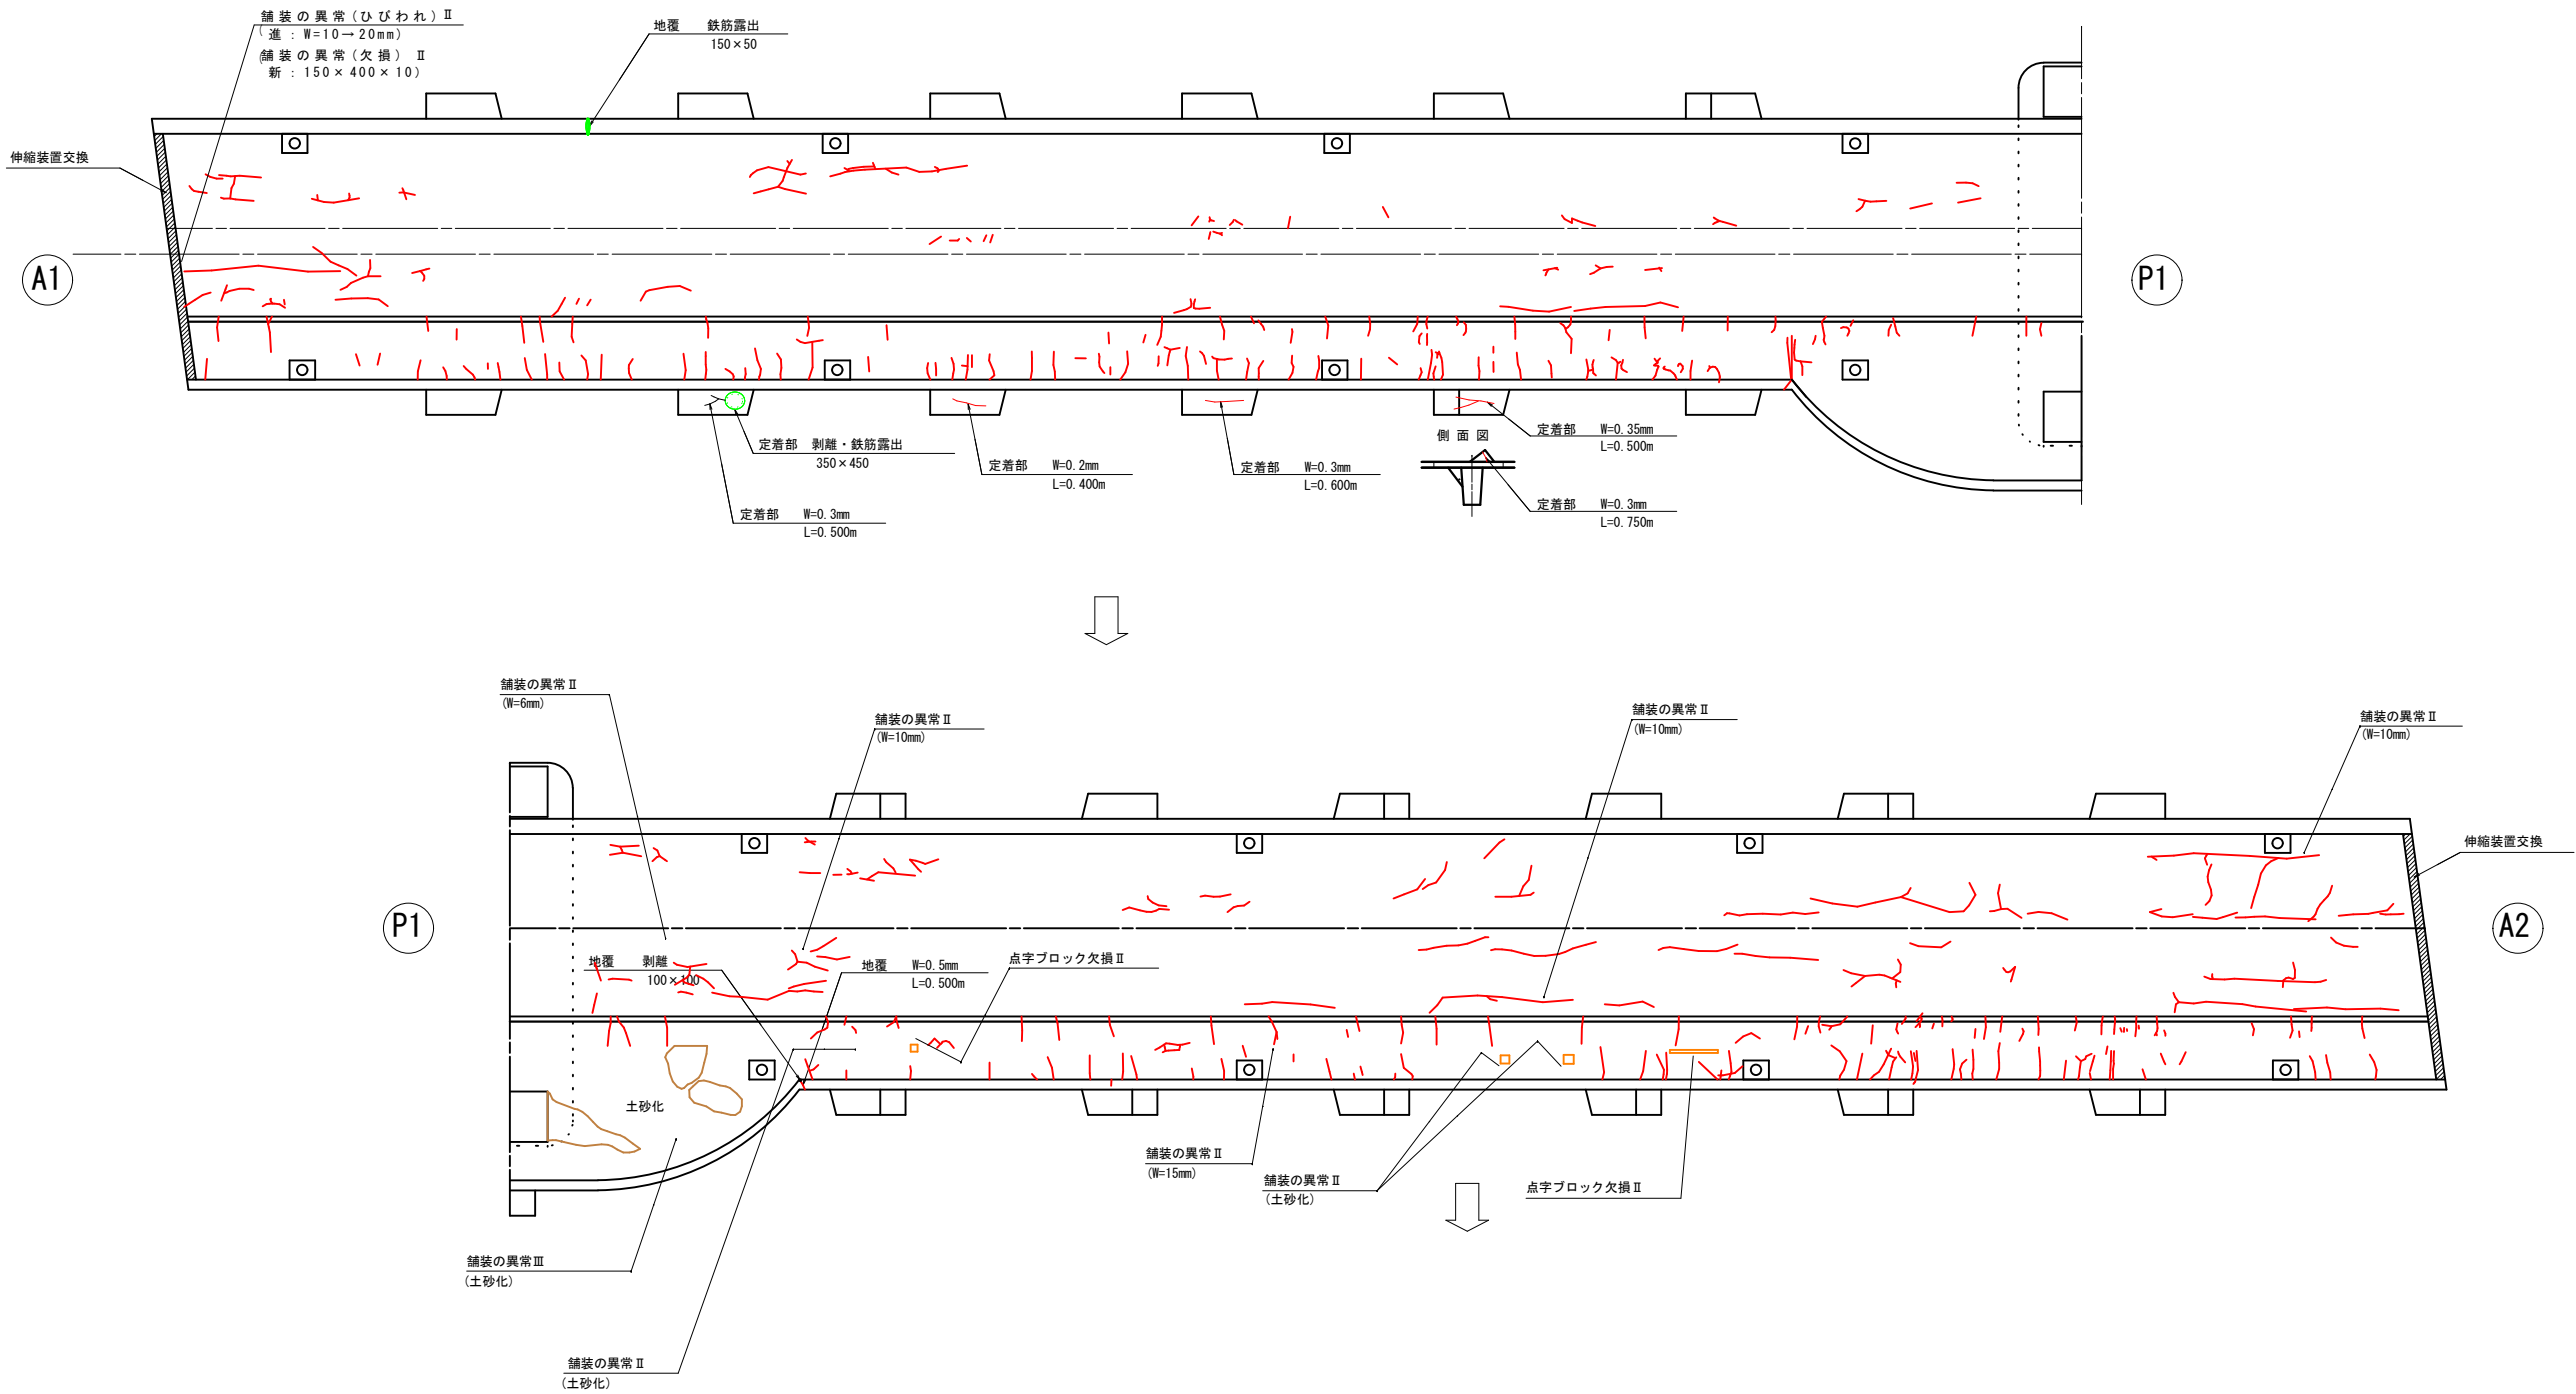 舗装の異常(ひびわれ)Ⅱ
(進:W=10→20mm)
(舗装の異常(欠損) Ⅱ
新:150×400×10)
地覆 鉄筋露出
150×50
伸縮装置交換
A1
P1
定着部 剥離・鉄筋露出
350×450
定着部 W=0.3mm
L=0.500m
定着部 W=0.2mm
L=0.400m
定着部 W=0.3mm
L=0.600m
側面図
定着部 W=0.35mm
L=0.500m
定着部 W=0.3mm
L=0.750m
舗装の異常Ⅱ
(W=6mm)
舗装の異常Ⅱ
(W=10mm)
舗装の異常Ⅱ
(W=10mm)
舗装の異常Ⅱ
(W=10mm)
伸縮装置交換
P1
A2
地覆 剥離
100×100
地覆 W=0.5mm
L=0.500m
点字ブロック欠損Ⅱ
土砂化
舗装の異常Ⅱ
(W=15mm)
舗装の異常Ⅱ
(土砂化)
点字ブロック欠損Ⅱ
舗装の異常Ⅲ
(土砂化)
舗装の異常Ⅱ
(土砂化)